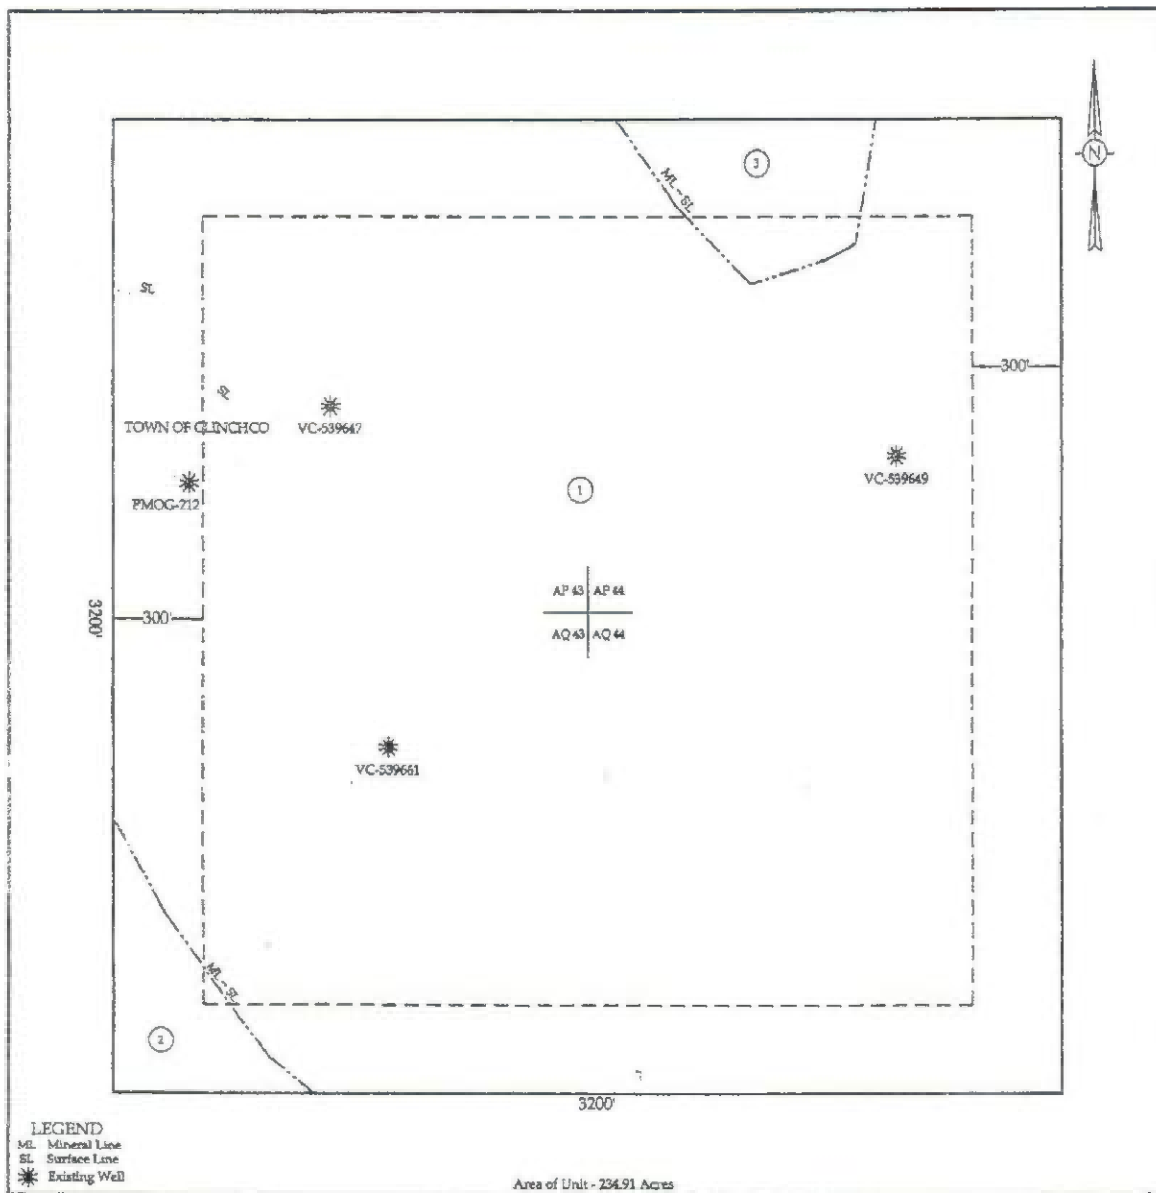 N
3
ML - SL
SL
300'
SL
TOWN OF CLINCHCO
VC-539647
VC-539649
PMOG-212
1
AP 43 AP 44
3200'
300'
AQ 43 AQ 44
VC-539661
ML - SL
2
3200'
LEGEND
ML Mineral Line
SL Surface Line
Existing Well
Area of Unit - 234.91 Acres